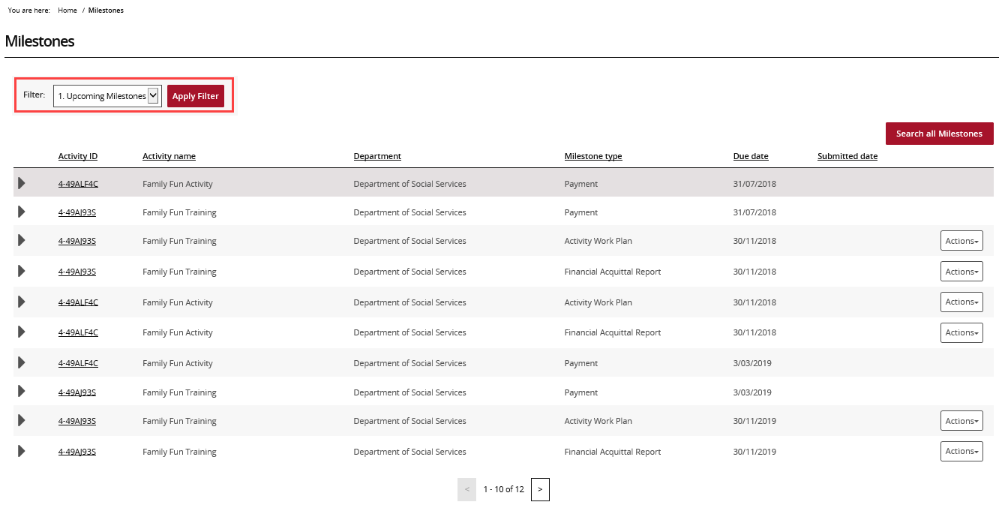 You are here: Home / Milestones
Milestones
Filter: 1. Upcoming Milestones Apply Filter
Search all Milestones
Activity ID Activity name Department Milestone type Due date Submitted date
4-49ALF4C Family Fun Activity Department of Social Services Payment 31/07/2018
4-49AJ93S Family Fun Training Department of Social Services Payment 31/07/2018
4-49AJ93S Family Fun Training Department of Social Services Activity Work Plan 30/11/2018 Actions
4-49AJ93S Family Fun Training Department of Social Services Financial Acquittal Report 30/11/2018 Actions
4-49ALF4C Family Fun Activity Department of Social Services Activity Work Plan 30/11/2018 Actions
4-49ALF4C Family Fun Activity Department of Social Services Financial Acquittal Report 30/11/2018 Actions
4-49ALF4C Family Fun Activity Department of Social Services Payment 3/03/2019
4-49AJ93S Family Fun Training Department of Social Services Payment 3/03/2019
4-49AJ93S Family Fun Training Department of Social Services Activity Work Plan 30/11/2019 Actions
4-49AJ93S Family Fun Training Department of Social Services Financial Acquittal Report 30/11/2019 Actions
< 1 - 10 of 12 >